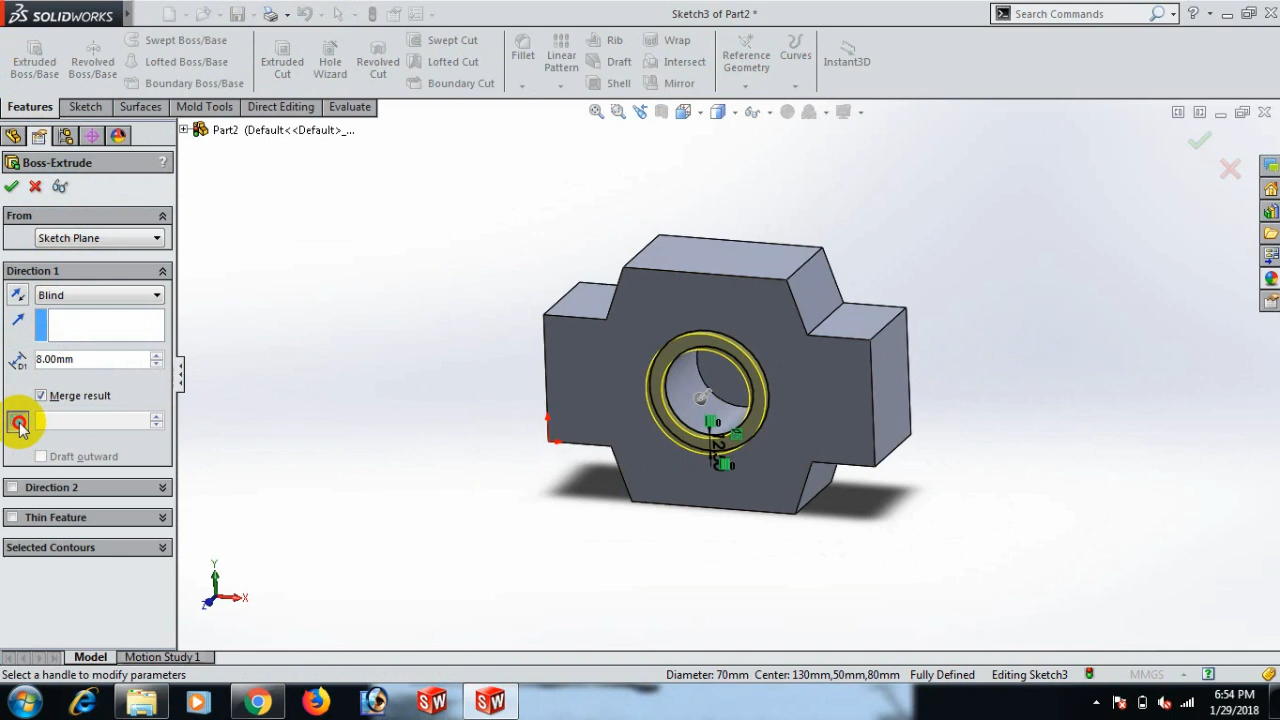 SOLIDWORKS
Sketch3 of Part2 *
Search Commands
Extruded Boss/Base
Boss/Base
Swept Boss/Base
Lofted Boss/Base
Boundary Boss/Base
Extruded Cut
Hole Wizard
Revolved Cut
Swept Cut
Lofted Cut
Boundary Cut
Fillet
Linear Pattern
Rib
Draft
Shell
Wrap
Intersect
Mirror
Reference Geometry
Curves
Instant3D
Features
Sketch
Surfaces
Mold Tools
Direct Editing
Evaluate
Part2 (Default<<Default>_...
Boss-Extrude
?
From
Sketch Plane
Direction 1
Blind
D1
8.00mm
Merge result
Draft outward
Direction 2
Thin Feature
Selected Contours
Y
X
Z
Model
Motion Study 1
Select a handle to modify parameters
Diameter: 70mm Center: 130mm,50mm,80mm
Fully Defined
Editing Sketch3
MMGS
?
SW
SW
6:54 PM
1/29/2018